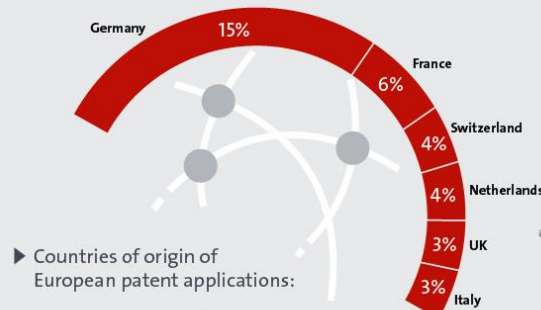 Germany
15%
France
6%
Switzerland
4%
Netherlands
4%
3%
UK
3%
Italy
Countries of origin of
European patent applications: